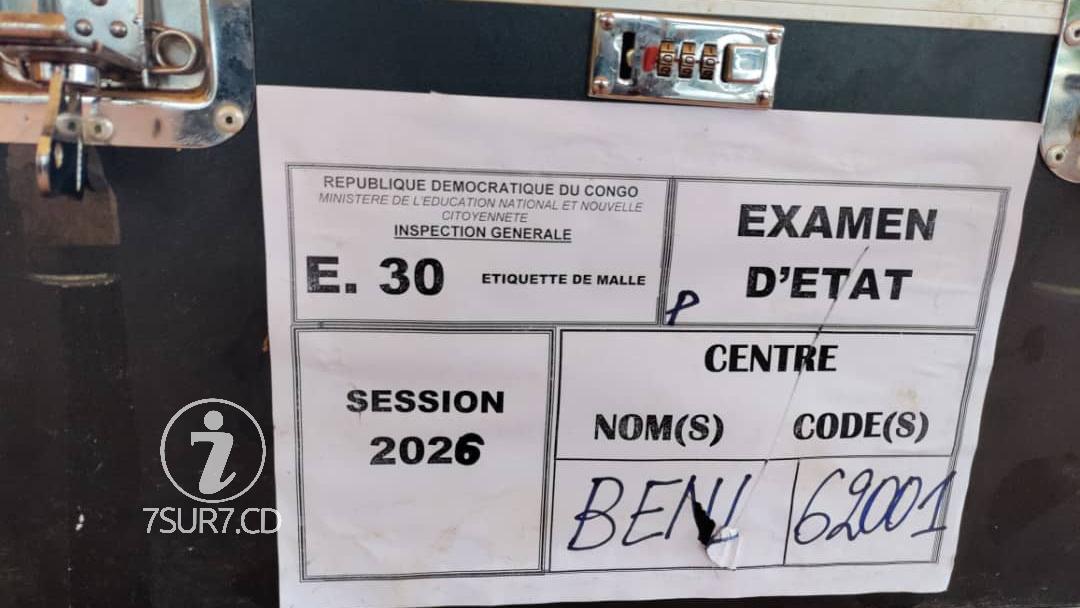 REPUBLIQUE DEMOCRATIQUE DU CONGO
MINISTERE DE L'EDUCATION NATIONAL ET NOUVELLE
CITOYENNETE
INSPECTION GENERALE
E. 30 ETIQUETTE DE MALLE
EXAMEN
D'ETAT
SESSION
2026
CENTRE
NOM(S) CODE(S)
BENI 62001
i
7SUR7.CD